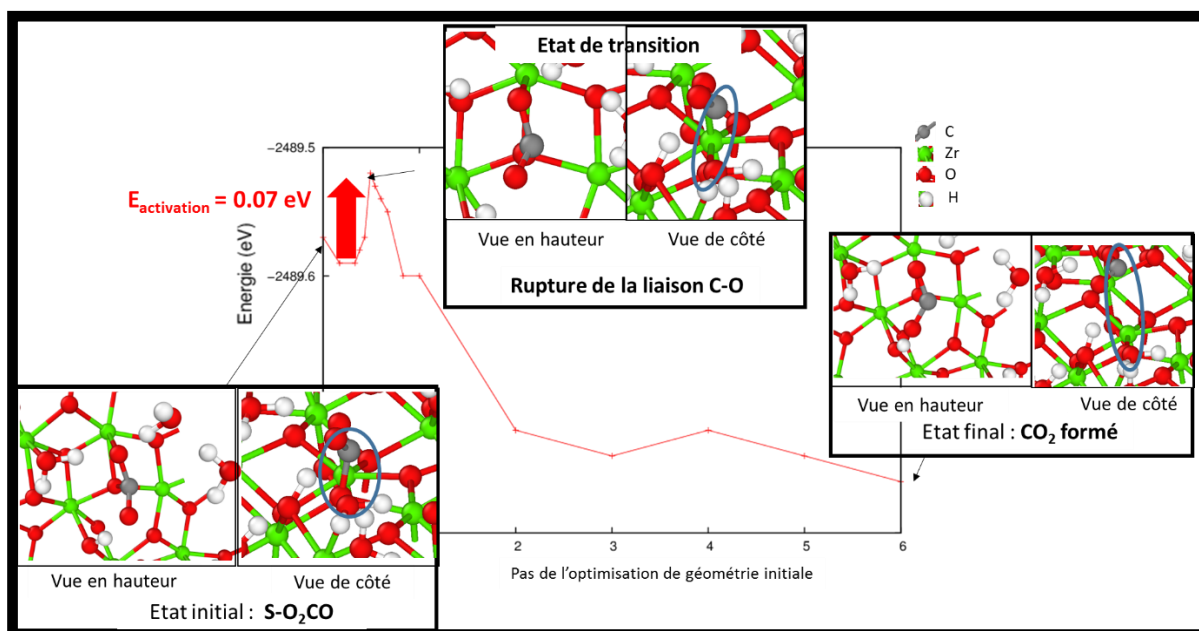 Etat de transition
Vue en hauteur
Vue de côté
Rupture de la liaison C-O
C
Zr
O
H
−2489.5
−2489.6
Energie (eV)
Eactivation = 0.07 eV
Vue en hauteur
Vue de côté
Etat final : CO2 formé
2
3
4
5
6
Pas de l’optimisation de géométrie initiale
Vue en hauteur
Vue de côté
Etat initial : S-O2CO